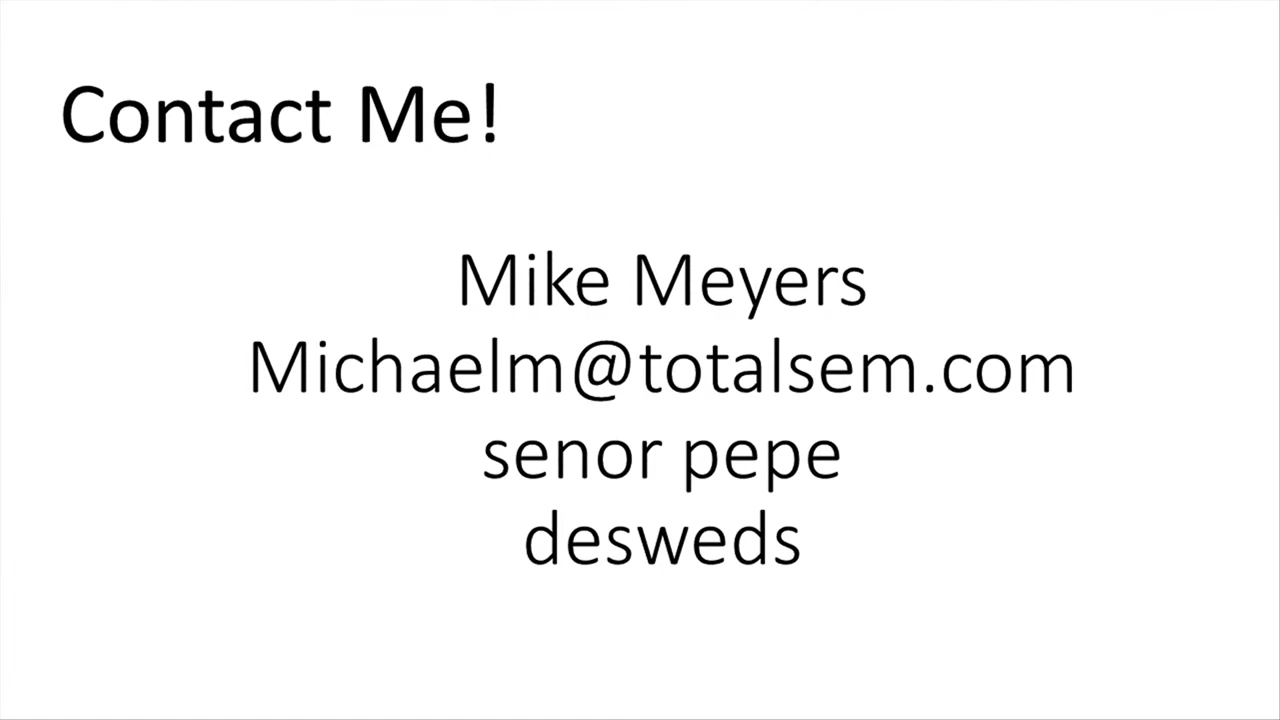 Contact Me!
Mike Meyers
Michaelm@totalsem.com
senor pepe
desweds